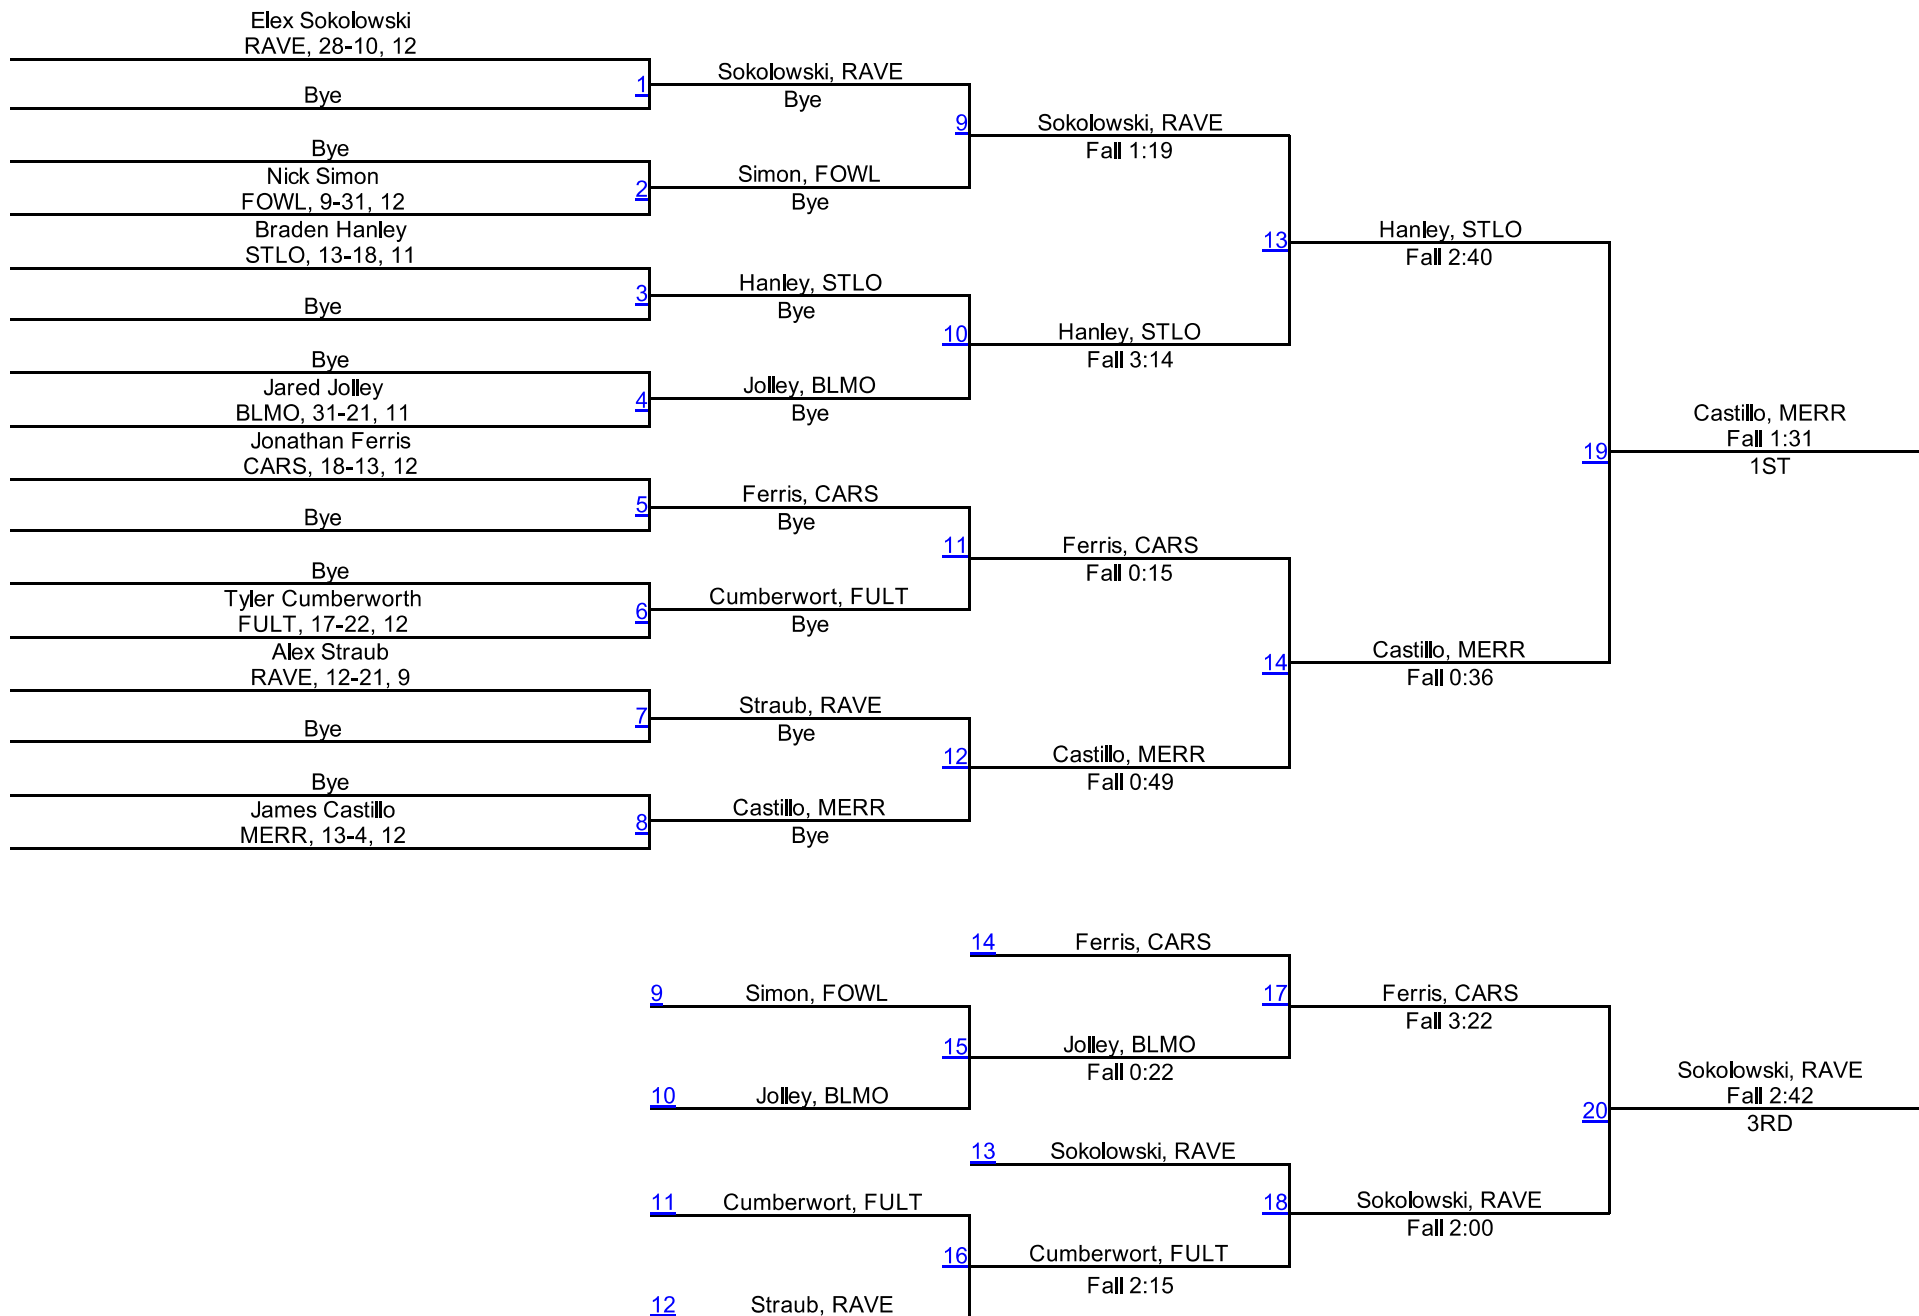 Elex Sokolowski
RAVE, 28-10, 12
1
Bye
Sokolowski, RAVE
Bye
9
Bye
Nick Simon
FOWL, 9-31, 12
2
Simon, FOWL
Bye
Sokolowski, RAVE
Fall 1:19
13
Braden Hanley
STLO, 13-18, 11
3
Bye
Hanley, STLO
Bye
10
Bye
Jared Jolley
BLMO, 31-21, 11
4
Jolley, BLMO
Bye
Hanley, STLO
Fall 3:14
Hanley, STLO
Fall 2:40
19
Jonathan Ferris
CARS, 18-13, 12
5
Bye
Ferris, CARS
Bye
11
Bye
Tyler Cumberworth
FULT, 17-22, 12
6
Cumberwort, FULT
Bye
Ferris, CARS
Fall 0:15
14
Alex Straub
RAVE, 12-21, 9
7
Bye
Straub, RAVE
Bye
12
Bye
James Castillo
MERR, 13-4, 12
8
Castillo, MERR
Bye
Castillo, MERR
Fall 0:49
Castillo, MERR
Fall 0:36
Castillo, MERR
Fall 1:31
1ST
14 Ferris, CARS
9 Simon, FOWL
15
10 Jolley, BLMO
Jolley, BLMO
Fall 0:22
17
Ferris, CARS
Fall 3:22
20
13 Sokolowski, RAVE
11 Cumberwort, FULT
16
12 Straub, RAVE
Cumberwort, FULT
Fall 2:15
18
Sokolowski, RAVE
Fall 2:00
Sokolowski, RAVE
Fall 2:42
3RD